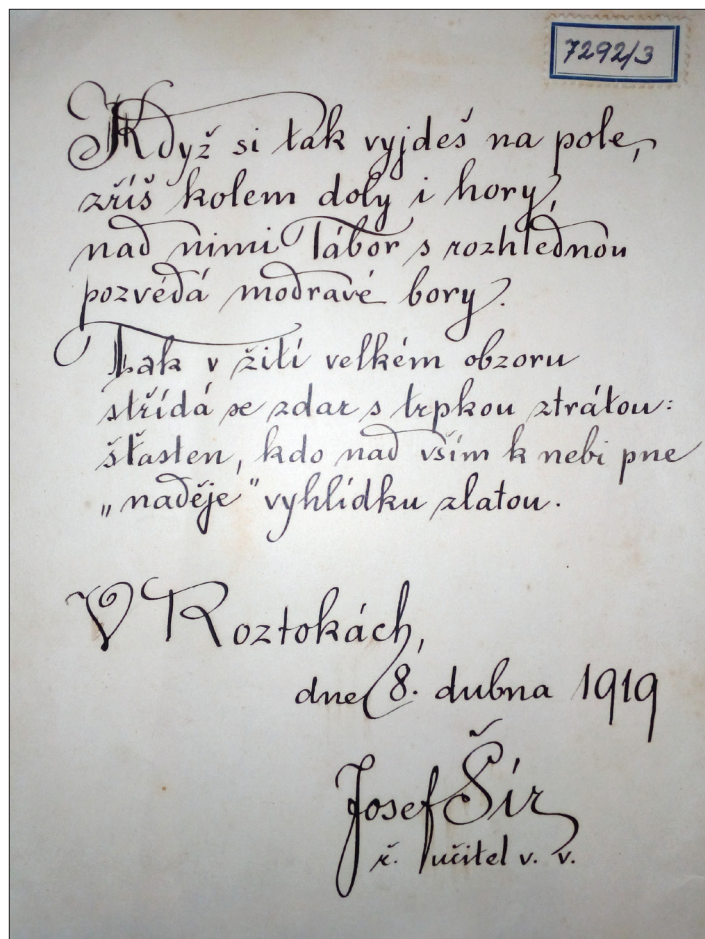 7292/3
Když si tak vyjdeš na pole,
zříš kolem doly i hory,
nad nimi Tábor s rozhlednou
pozvédá modravé bory.
Tak v žití velkém obzoru
střídá se zdar s trpkou ztrátou:
šťasten, kdo nad vším k nebi pne
„naděje" vyhlídku zlatou.
V Roztokách,
dne 8. dubna 1919
Josef Šír
ř. učitel v. v.